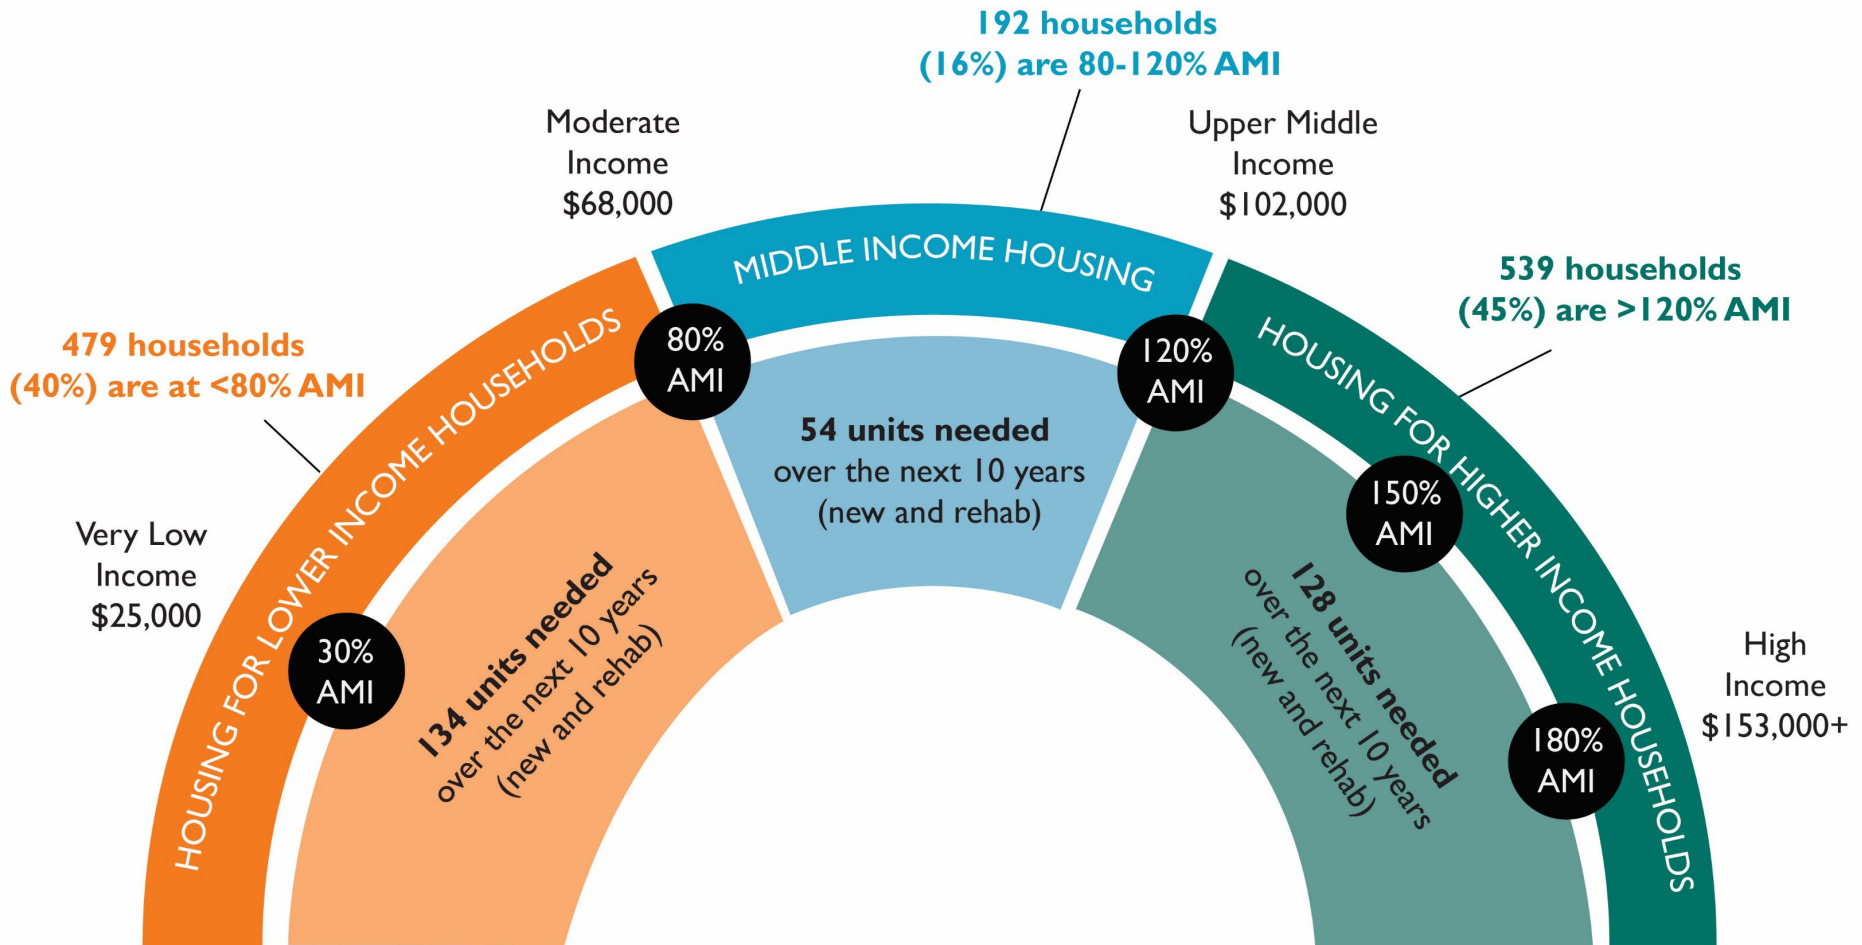 192 households
(16%) are 80-120% AMI
Moderate
Income
$68,000
Upper Middle
Income
$102,000
MIDDLE INCOME HOUSING
539 households
(45%) are >120% AMI
479 households
(40%) are at <80% AMI
80%
AMI
120%
AMI
HOUSING FOR LOWER INCOME HOUSEHOLDS
HOUSING FOR HIGHER INCOME HOUSEHOLDS
54 units needed
over the next 10 years
(new and rehab)
150%
AMI
Very Low
Income
$25,000
30%
AMI
134 units needed
over the next 10 years
(new and rehab)
128 units needed
over the next 10 years
(new and rehab)
High
Income
$153,000+
180%
AMI